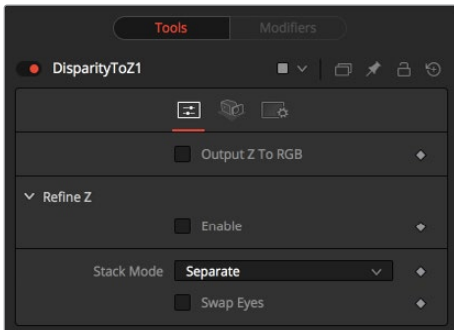 Tools Modifiers
DisparityToZ1
Output Z To RGB
Refine Z
Enable
Stack Mode Separate
Swap Eyes